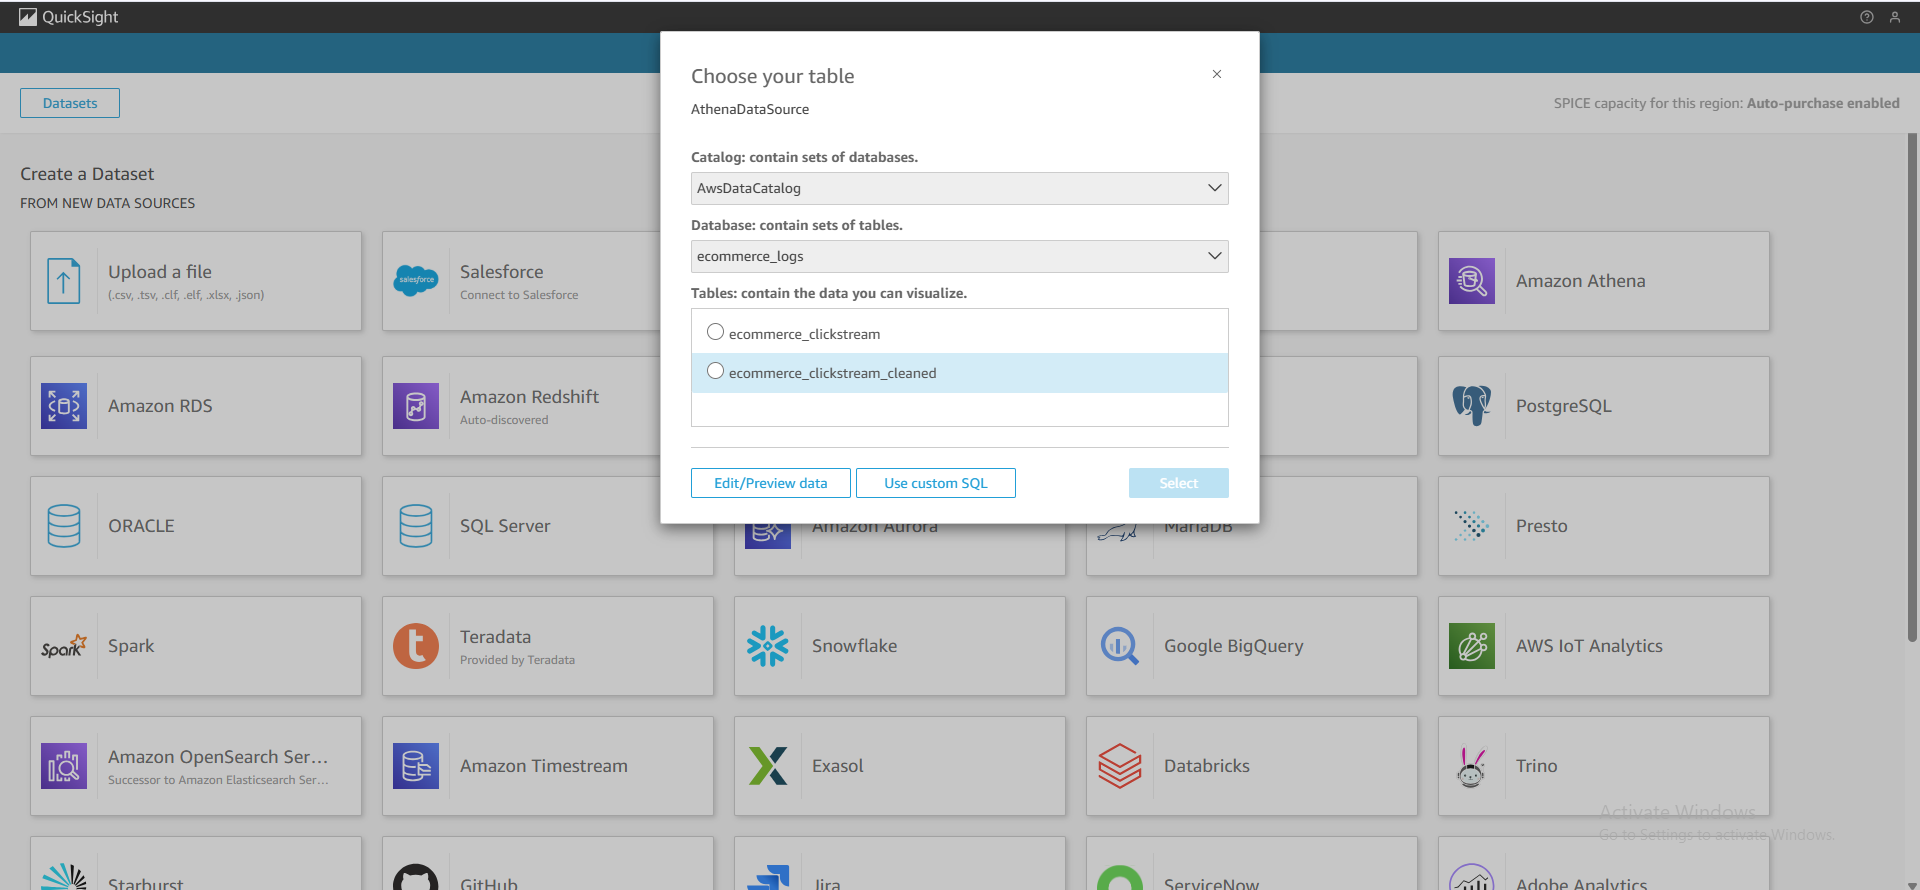 QuickSight
Datasets
SPICE capacity for this region: Auto-purchase enabled
Create a Dataset
FROM NEW DATA SOURCES
Choose your table
AthenaDataSource
Catalog: contain sets of databases.
AwsDataCatalog
Database: contain sets of tables.
ecommerce_logs
Tables: contain the data you can visualize.
ecommerce_clickstream
ecommerce_clickstream_cleaned
Edit/Preview data
Use custom SQL
Select
Upload a file
(.csv, .tsv, .clf, .elf, .xlsx, .json)
salesforce
Salesforce
Connect to Salesforce
Amazon Athena
Amazon RDS
Amazon Redshift
Auto-discovered
PostgreSQL
ORACLE
SQL Server
Amazon Aurora
MariaDB
Presto
Spark
Spark
Teradata
Provided by Teradata
Snowflake
Google BigQuery
AWS IoT Analytics
Amazon OpenSearch Ser...
Successor to Amazon Elasticsearch Ser...
Amazon Timestream
Exasol
Databricks
Trino
Activate Windows
Go to Settings to activate Windows.
Starburst
GitHub
Jira
ServiceNow
Adobe Analytics